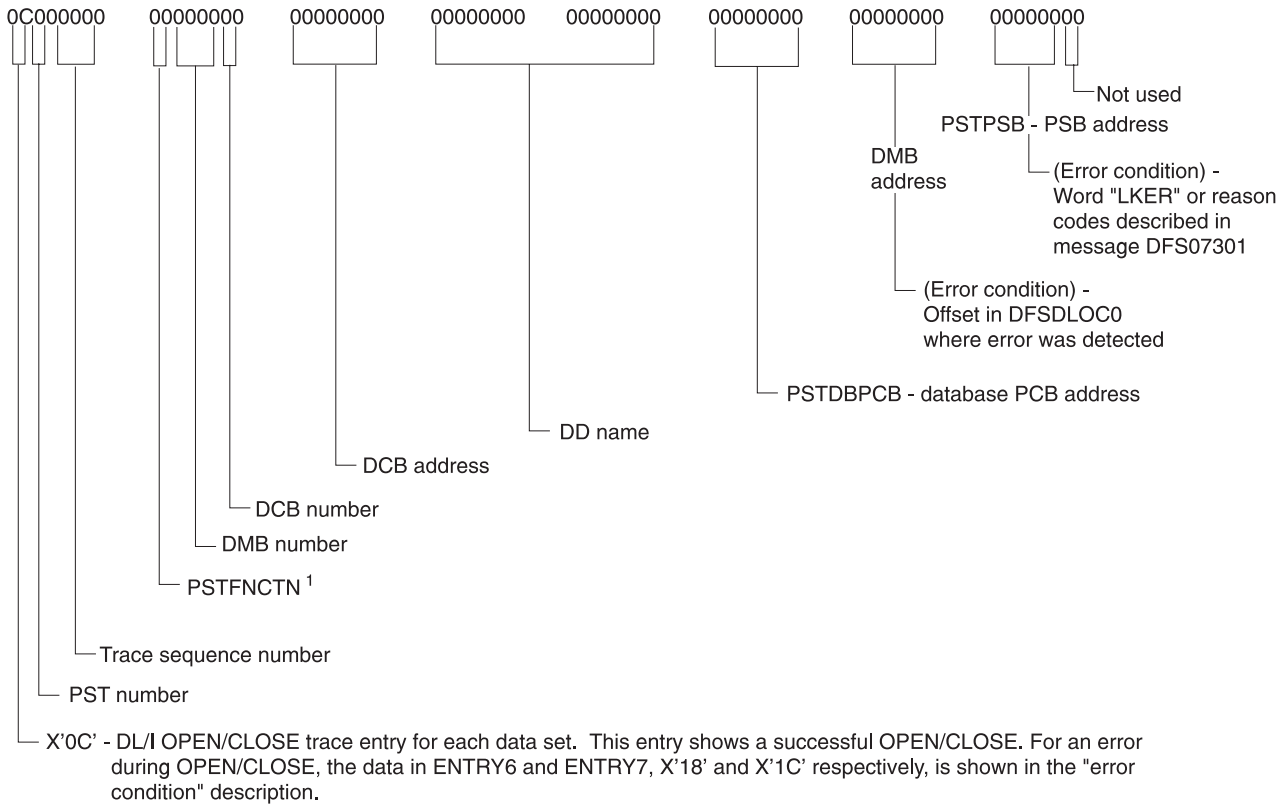 0C000000 00000000 00000000 00000000 00000000 00000000 00000000 00000000
Not used
PSTPSB - PSB address
DMB
address
(Error condition) -
Word "LKER" or reason
codes described in
message DFS07301
(Error condition) -
Offset in DFSDLOC0
where error was detected
PSTDBPCB - database PCB address
DD name
DCB address
DCB number
DMB number
PSTFNCTN 1
Trace sequence number
PST number
X'0C' - DL/I OPEN/CLOSE trace entry for each data set. This entry shows a successful OPEN/CLOSE. For an error
during OPEN/CLOSE, the data in ENTRY6 and ENTRY7, X'18' and X'1C' respectively, is shown in the "error
condition" description.